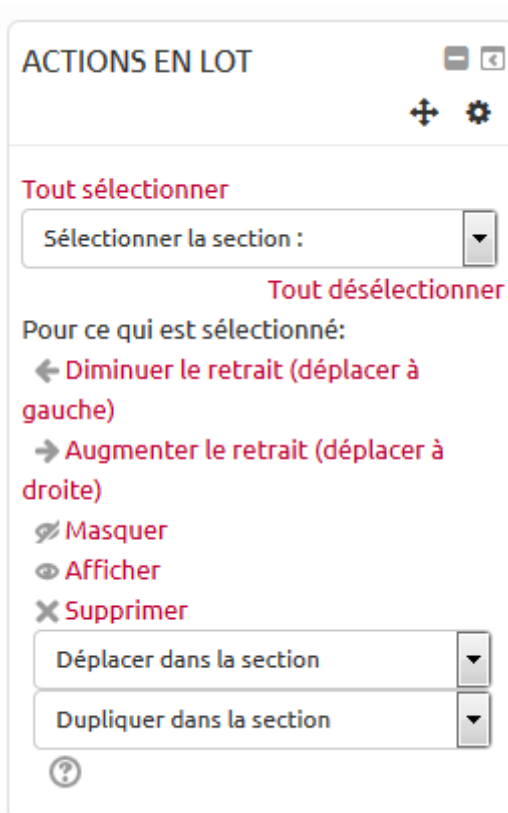 ACTIONS EN LOT
Tout sélectionner
Sélectionner la section :
Tout désélectionner
Pour ce qui est sélectionné:
Diminuer le retrait (déplacer à
gauche)
Augmenter le retrait (déplacer à
droite)
Masquer
Afficher
Supprimer
Déplacer dans la section
Dupliquer dans la section